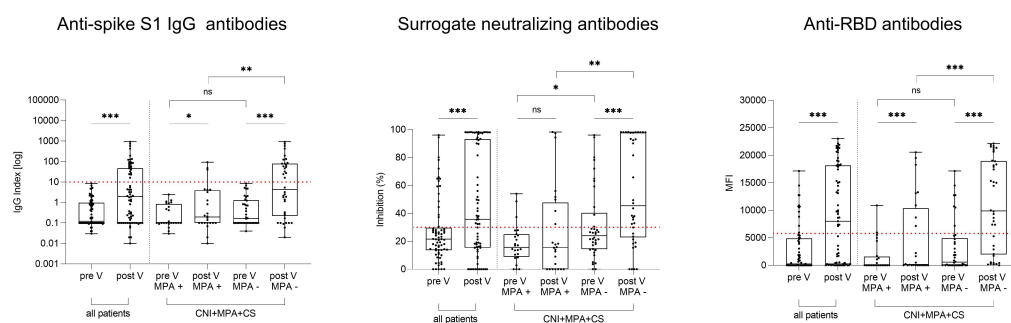 Anti-spike S1 IgG antibodies
Surrogate neutralizing antibodies
Anti-RBD antibodies
**
ns
***
*
***
100000
10000
1000
100
10
1
0.1
0.01
0.001
IgG Index [log]
pre V
post V
pre V
MPA +
post V
MPA +
pre V
MPA -
post V
MPA -
all patients
CNI+MPA+CS
**
*
***
ns
***
100
80
60
40
20
0
Inhibition (%)
pre V
post V
pre V
MPA +
post V
MPA +
pre V
MPA -
post V
MPA -
all patients
CNI+MPA+CS
***
ns
***
***
***
30000
25000
20000
15000
10000
5000
0
MFI
pre V
post V
pre V
MPA +
post V
MPA +
pre V
MPA -
post V
MPA -
all patients
CNI+MPA+CS